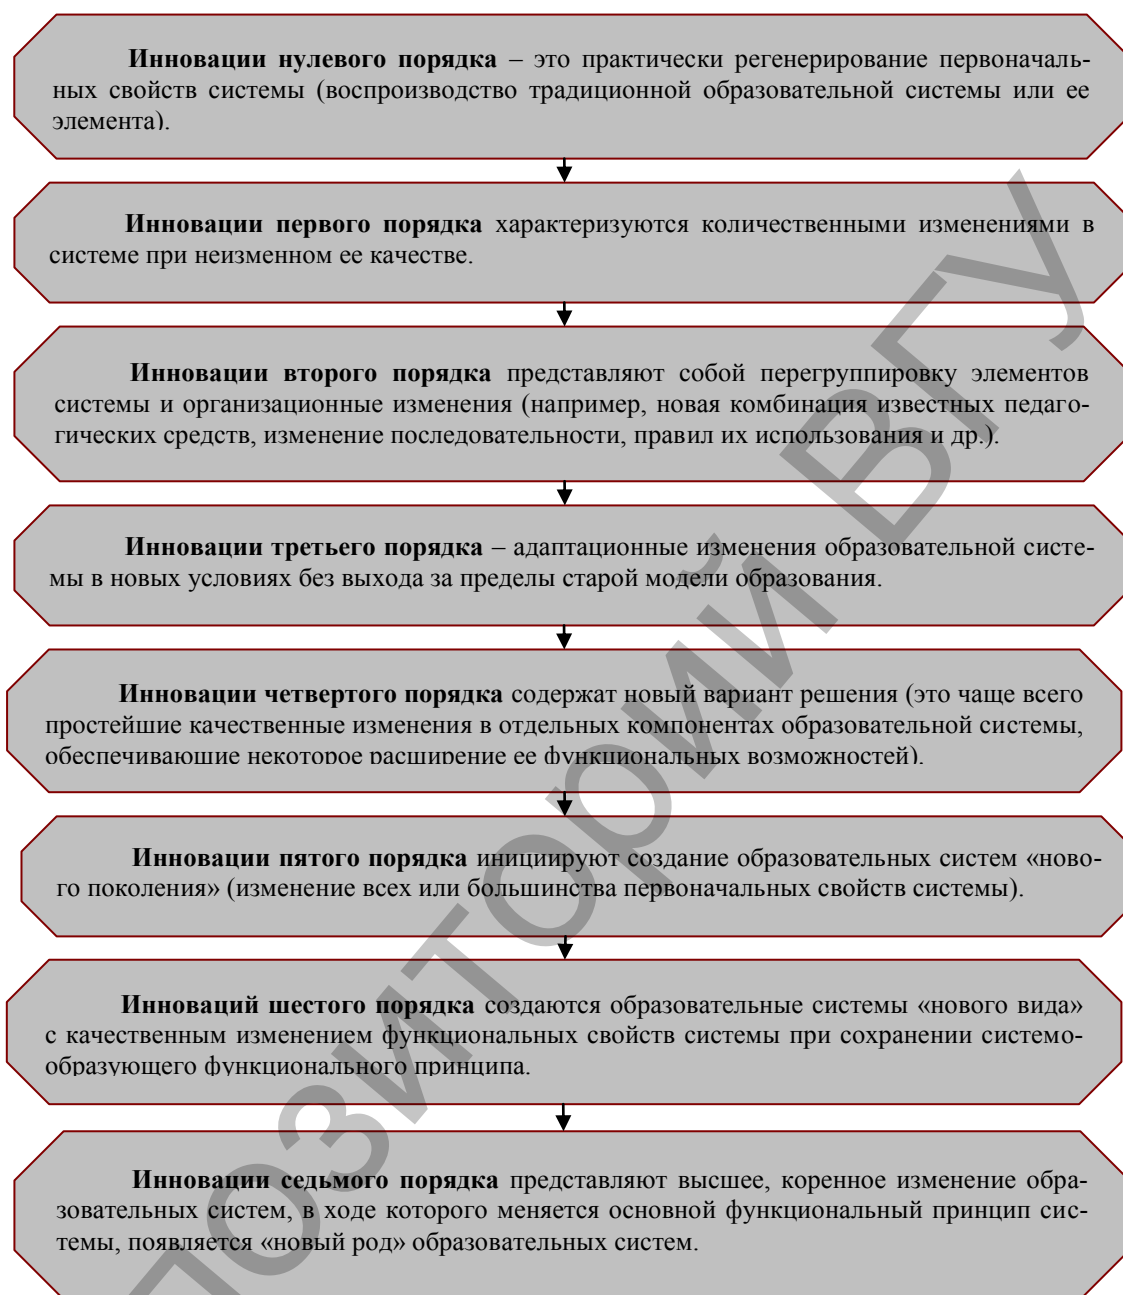 Инновации нулевого порядка – это практически регенерирование первоначаль-
ных свойств системы (воспроизводство традиционной образовательной системы или ее
элемента).
Инновации первого порядка характеризуются количественными изменениями в
системе при неизменном ее качестве.
Инновации второго порядка представляют собой перегруппировку элементов
системы и организационные изменения (например, новая комбинация известных педаго-
гических средств, изменение последовательности, правил их использования и др.).
Инновации третьего порядка – адаптационные изменения образовательной систе-
мы в новых условиях без выхода за пределы старой модели образования.
Инновации четвертого порядка содержат новый вариант решения (это чаще всего
простейшие качественные изменения в отдельных компонентах образовательной системы,
обеспечивающие некоторое расширение ее функциональных возможностей).
Инновации пятого порядка инициируют создание образовательных систем «ново-
го поколения» (изменение всех или большинства первоначальных свойств системы).
Инноваций шестого порядка создаются образовательные системы «нового вида»
с качественным изменением функциональных свойств системы при сохранении системо-
образующего функционального принципа.
Инновации седьмого порядка представляют высшее, коренное изменение обра-
зовательных систем, в ходе которого меняется основной функциональный принцип сис-
темы, появляется «новый род» образовательных систем.
позиторий ВГУ